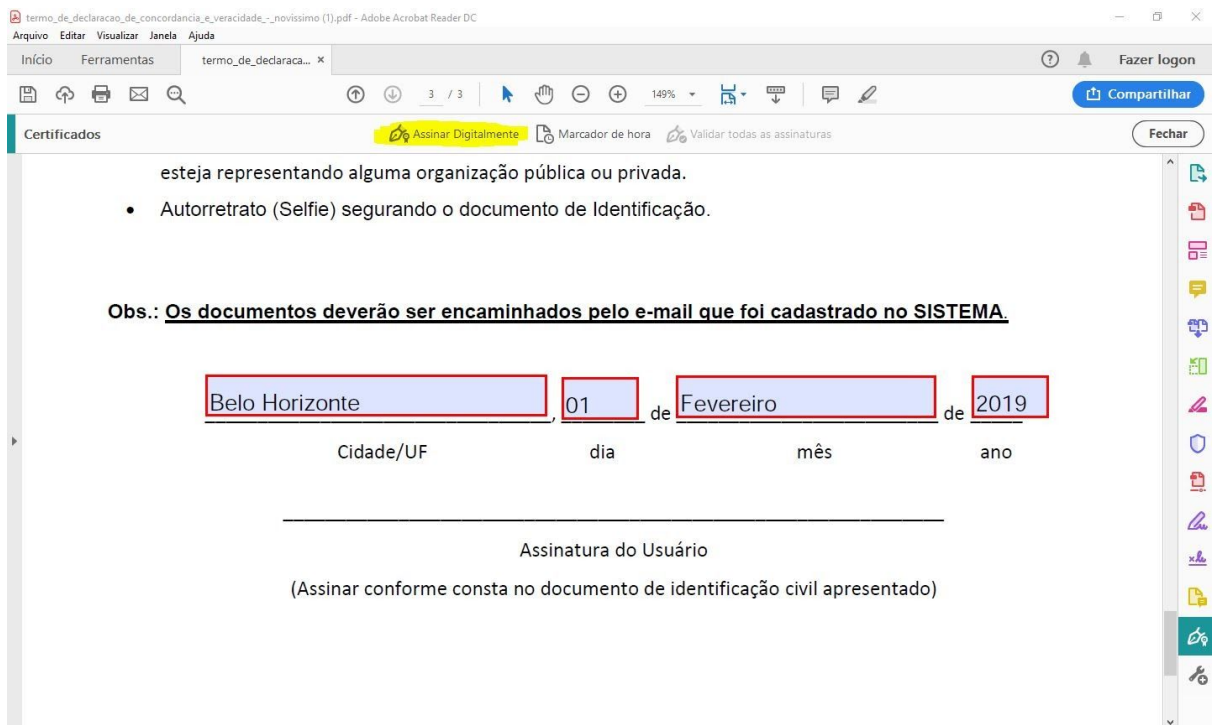 termo_de_declaracao_de_concordancia_e_veracidade_-_novissimo (1).pdf - Adobe Acrobat Reader DC
Arquivo Editar Visualizar Janela Ajuda
Início Ferramentas termo_de_declaraca... × Fazer logon
3 / 3 149% Compartilhar
Certificados Assinar Digitalmente Marcador de hora Validar todas as assinaturas Fechar
esteja representando alguma organização pública ou privada.
• Autorretrato (Selfie) segurando o documento de Identificação.
Obs.: Os documentos deverão ser encaminhados pelo e-mail que foi cadastrado no SISTEMA.
Belo Horizonte, 01 de Fevereiro de 2019
Cidade/UF dia mês ano
Assinatura do Usuário
(Assinar conforme consta no documento de identificação civil apresentado)